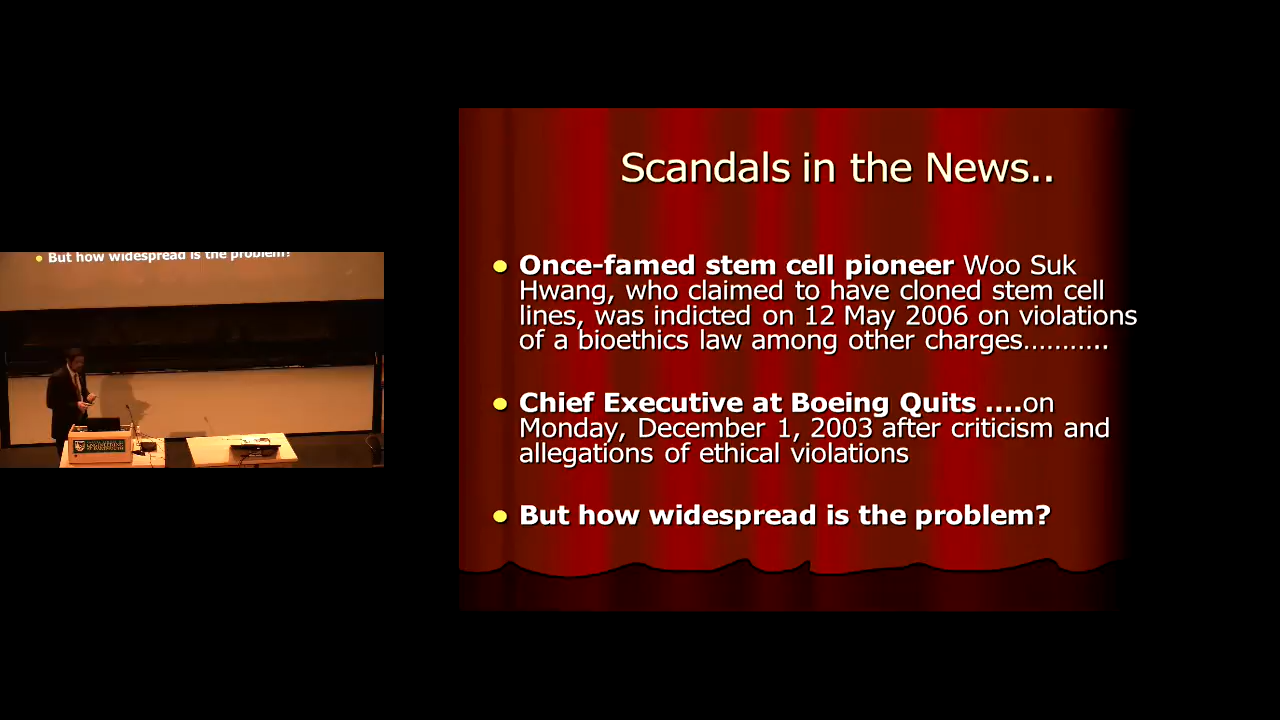 But how widespread is the problem?
Scandals in the News..
Once-famed stem cell pioneer Woo Suk
Hwang, who claimed to have cloned stem cell
lines, was indicted on 12 May 2006 on violations
of a bioethics law among other charges...........
Chief Executive at Boeing Quits ....on
Monday, December 1, 2003 after criticism and
allegations of ethical violations
But how widespread is the problem?